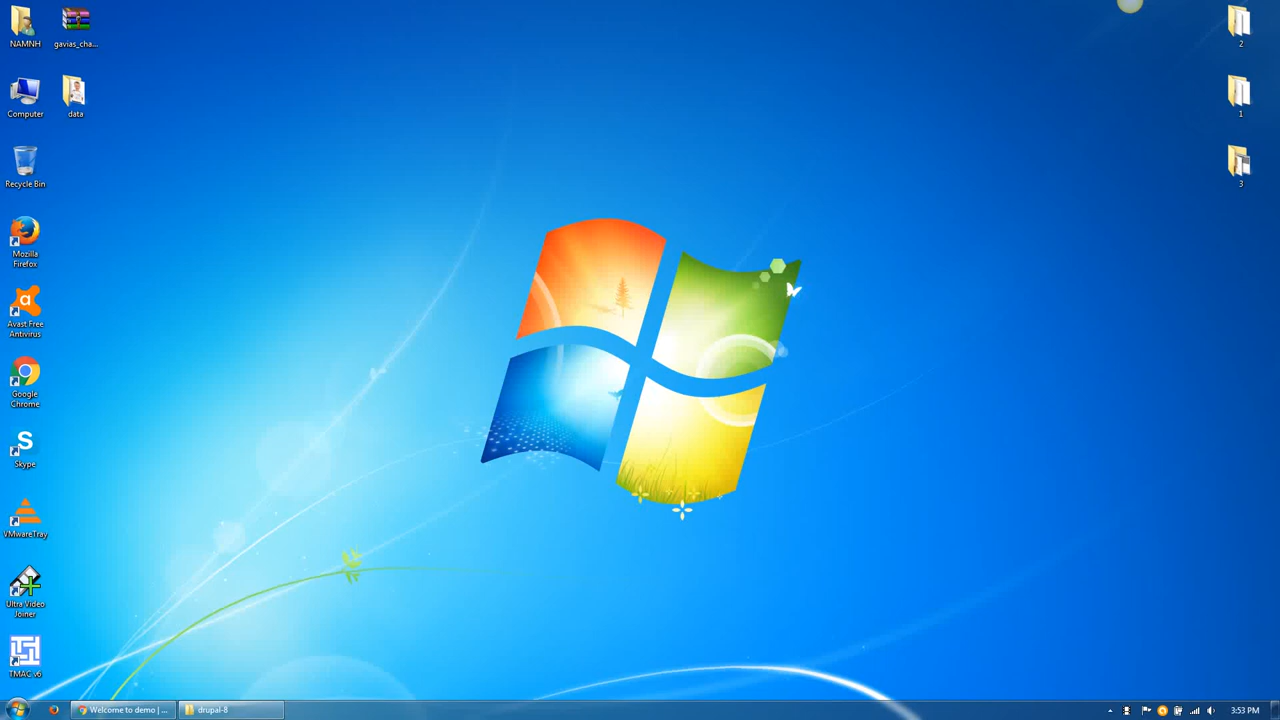 NAMNH
gavias_cha...
Computer
data
Recycle Bin
Mozilla
Firefox
Avast Free
Antivirus
Google
Chrome
S
Skype
VMwareTray
Ultra Video
Joiner
TMAC v6
2
1
3
Welcome to demo | ...
drupal-8
3:53 PM